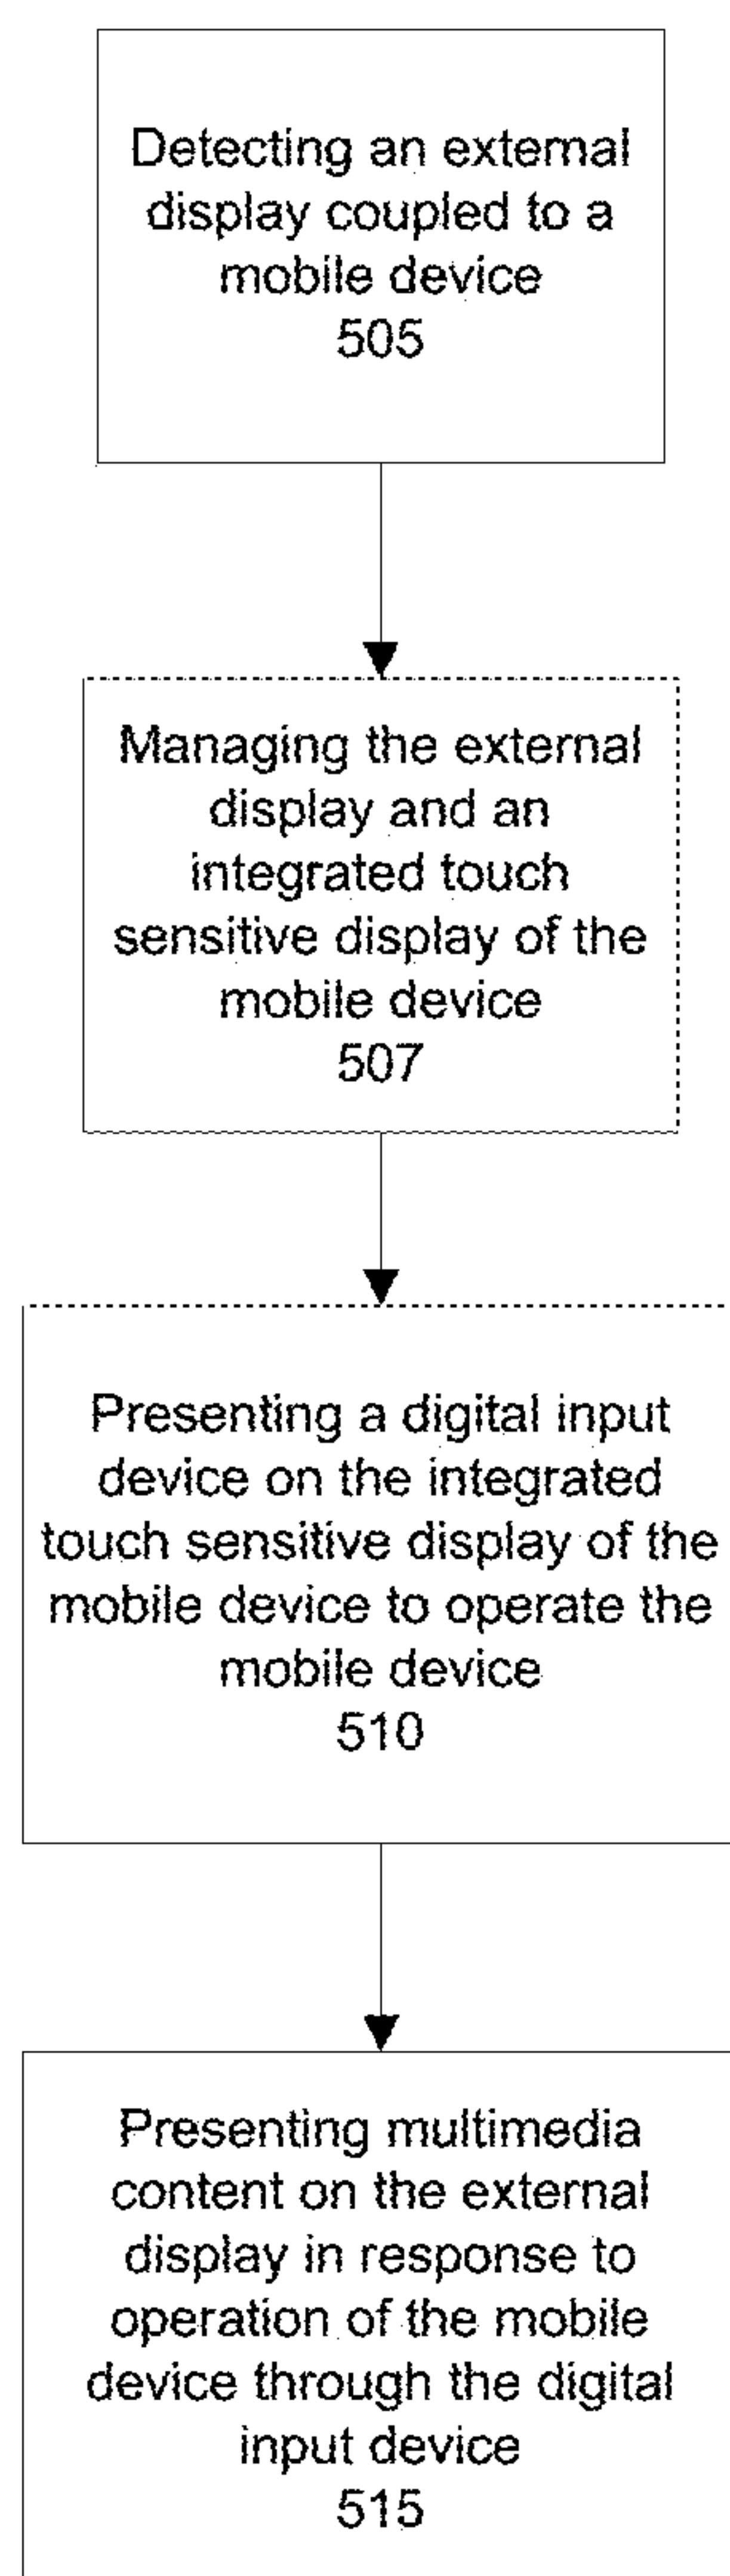 Detecting an external
display coupled to a
mobile device
505
Managing the external
display and an
integrated touch
sensitive display of the
mobile device
507
Presenting a digital input
device on the integrated
touch sensitive display of the
mobile device to operate the
mobile device
510
Presenting multimedia
content on the external
display in response to
operation of the mobile
device through the digital
input device
515